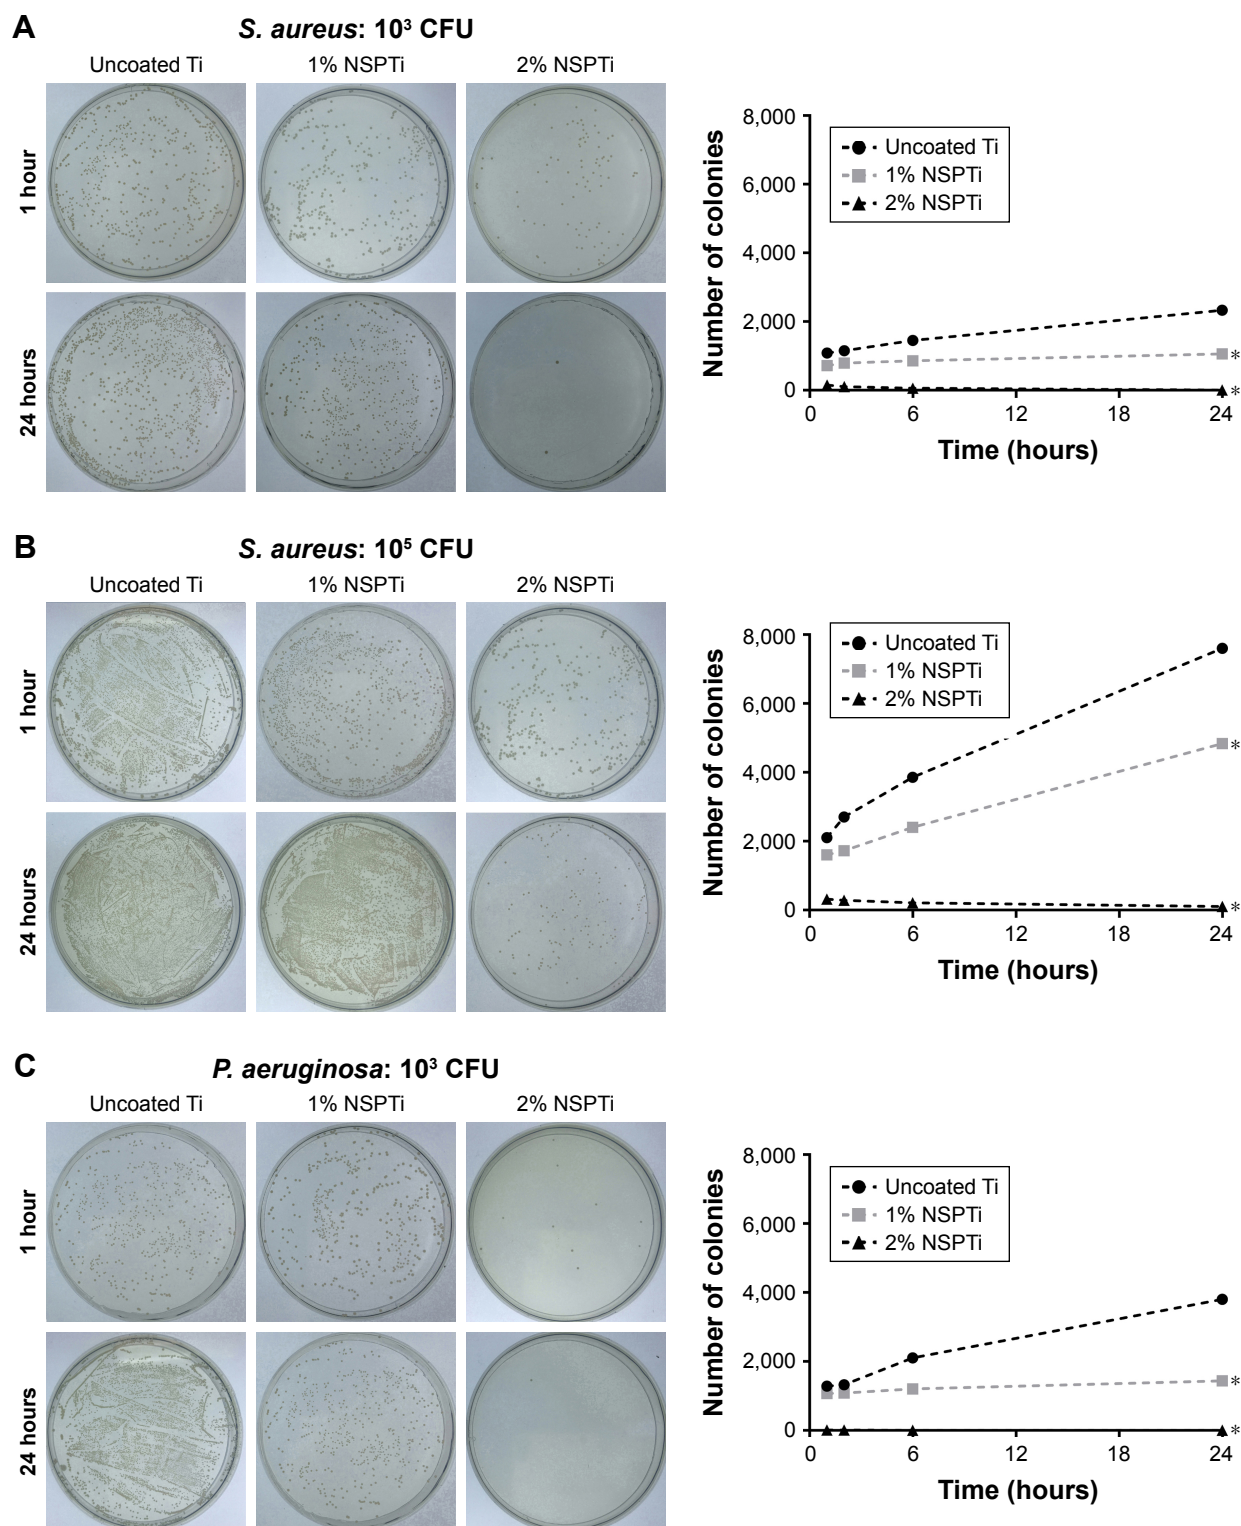 A
S. aureus: 10³ CFU
Uncoated Ti 1% NSPTi 2% NSPTi
1 hour
24 hours
Number of colonies
8,000
6,000
4,000
2,000
0
Uncoated Ti
1% NSPTi
2% NSPTi
*
*
0 6 12 18 24
Time (hours)
B
S. aureus: 10⁵ CFU
Uncoated Ti 1% NSPTi 2% NSPTi
1 hour
24 hours
Number of colonies
8,000
6,000
4,000
2,000
0
Uncoated Ti
1% NSPTi
2% NSPTi
*
*
0 6 12 18 24
Time (hours)
C
P. aeruginosa: 10³ CFU
Uncoated Ti 1% NSPTi 2% NSPTi
1 hour
24 hours
Number of colonies
8,000
6,000
4,000
2,000
0
Uncoated Ti
1% NSPTi
2% NSPTi
*
*
0 6 12 18 24
Time (hours)